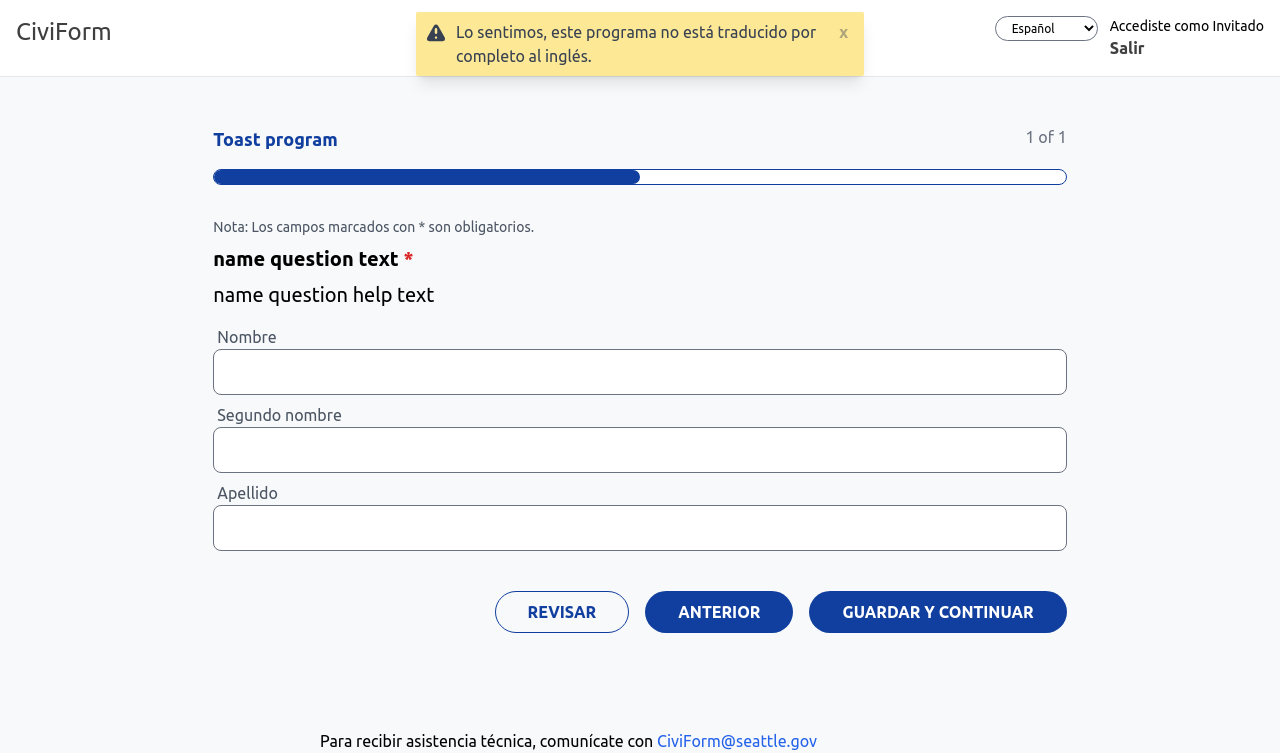 CiviForm
Lo sentimos, este programa no está traducido por
completo al inglés.
x
Español
Accediste como Invitado
Salir
Toast program
1 of 1
Nota: Los campos marcados con * son obligatorios.
name question text *
name question help text
Nombre
Segundo nombre
Apellido
REVISAR
ANTERIOR
GUARDAR Y CONTINUAR
Para recibir asistencia técnica, comunícate con CiviForm@seattle.gov